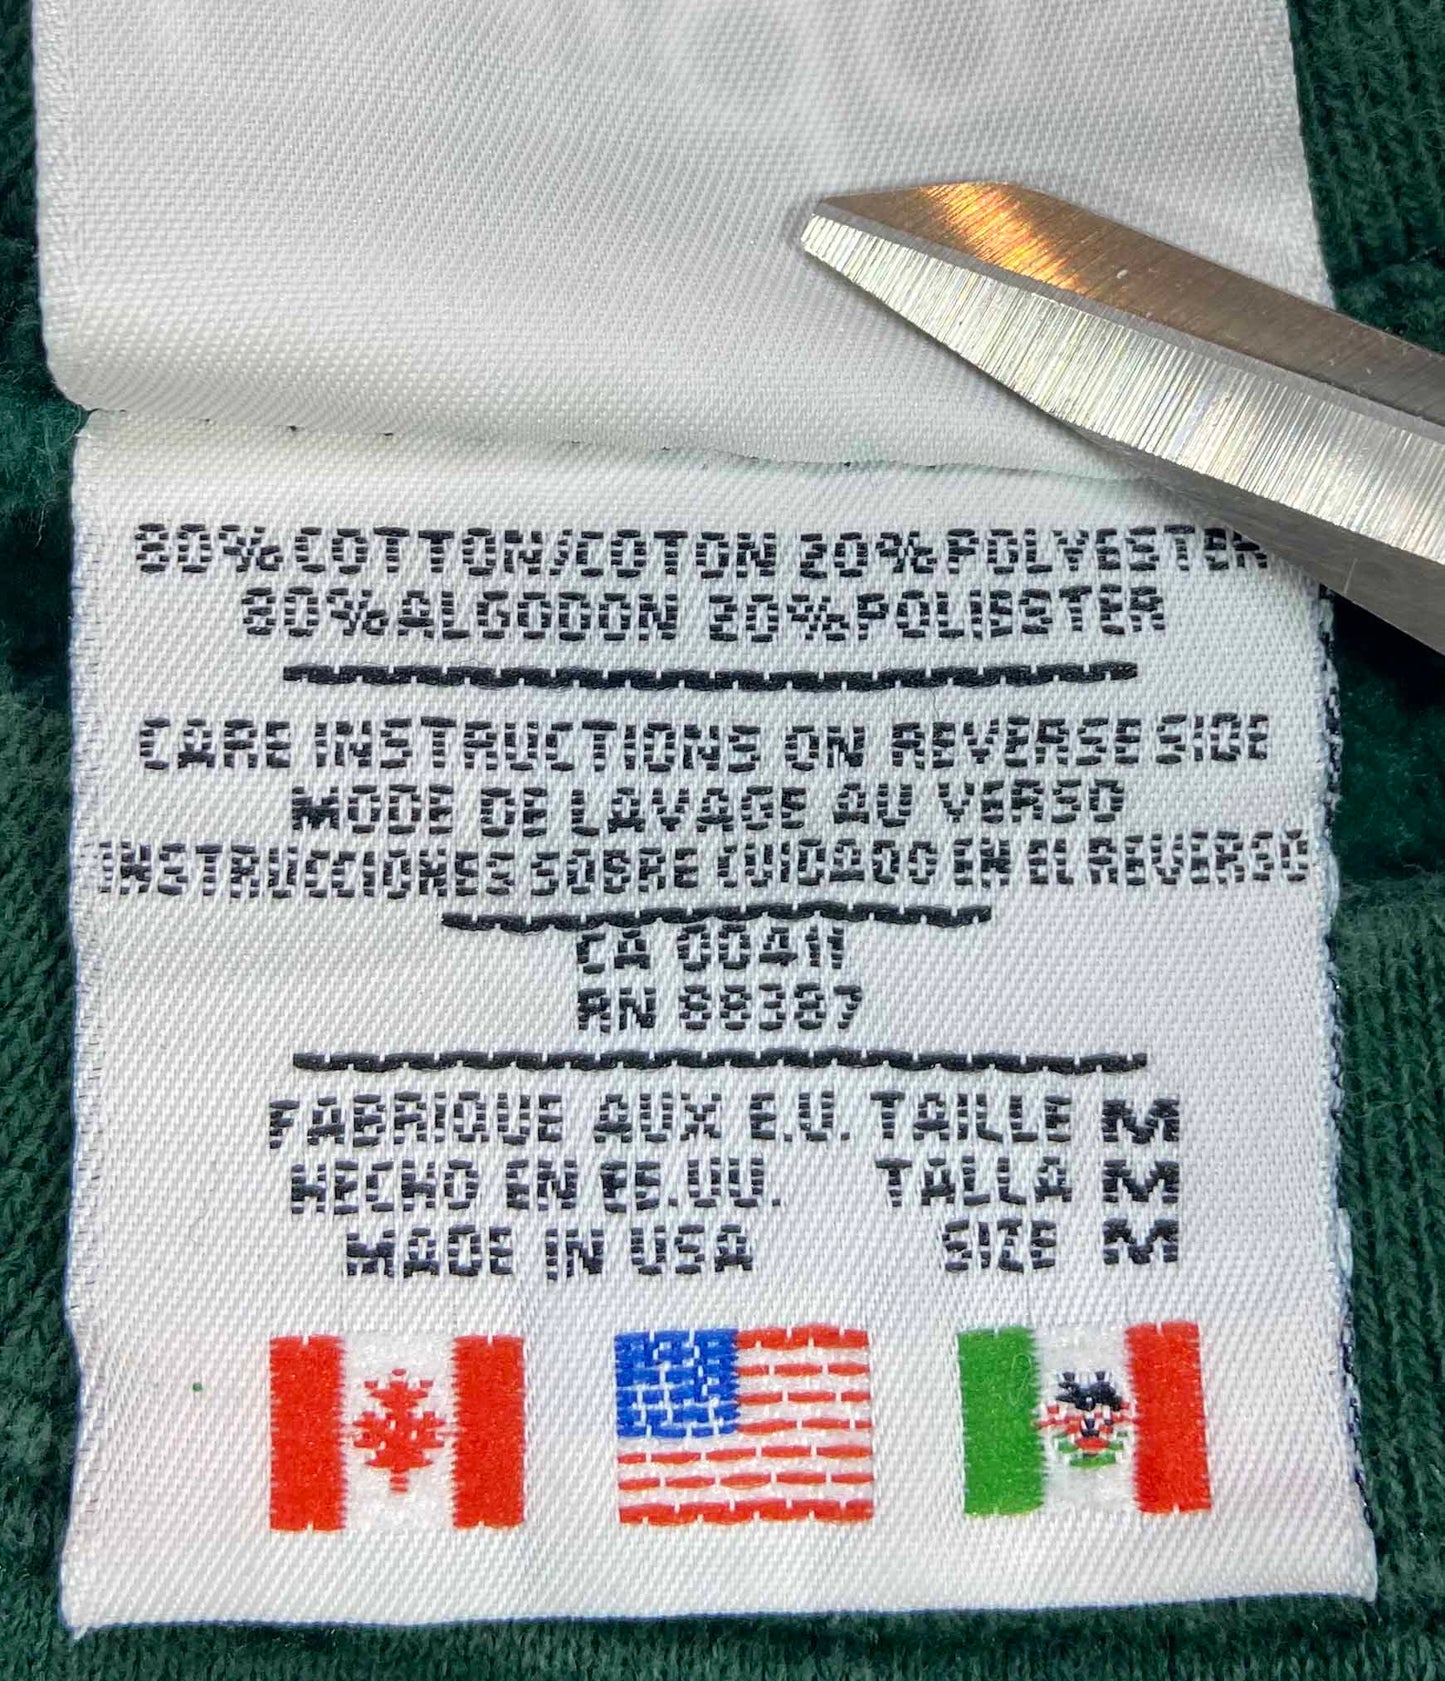 80% COTTON/COTON 20% POLYESTER
80% ALGODON 20% POLIESTER
CARE INSTRUCTIONS ON REVERSE SIDE
MODE DE LAVAGE AU VERSO
INSTRUCCIONES SOBRE CUIDADO EN EL REVERSO
CA 00411
RN 88387
FABRIQUE AUX E.U. TAILLE M
HECHO EN EE.UU. TALLA M
MADE IN USA SIZE M